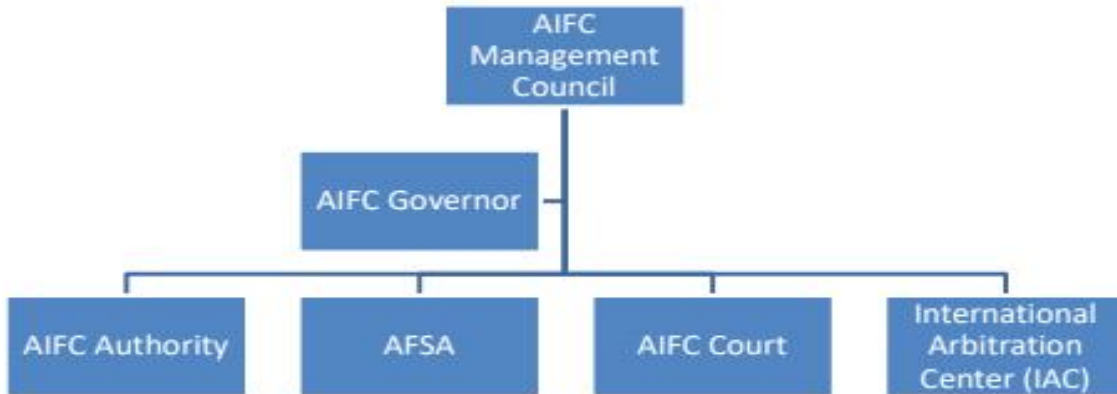 AIFC
Management
Council
AIFC Governor
AIFC Authority
AFSA
AIFC Court
International
Arbitration
Center (IAC)